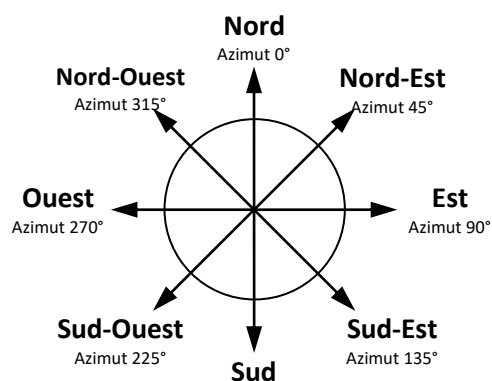 Nord
Azimut 0°
Nord-Ouest
Azimut 315°
Nord-Est
Azimut 45°
Ouest
Azimut 270°
Est
Azimut 90°
Sud-Ouest
Azimut 225°
Sud-Est
Azimut 135°
Sud